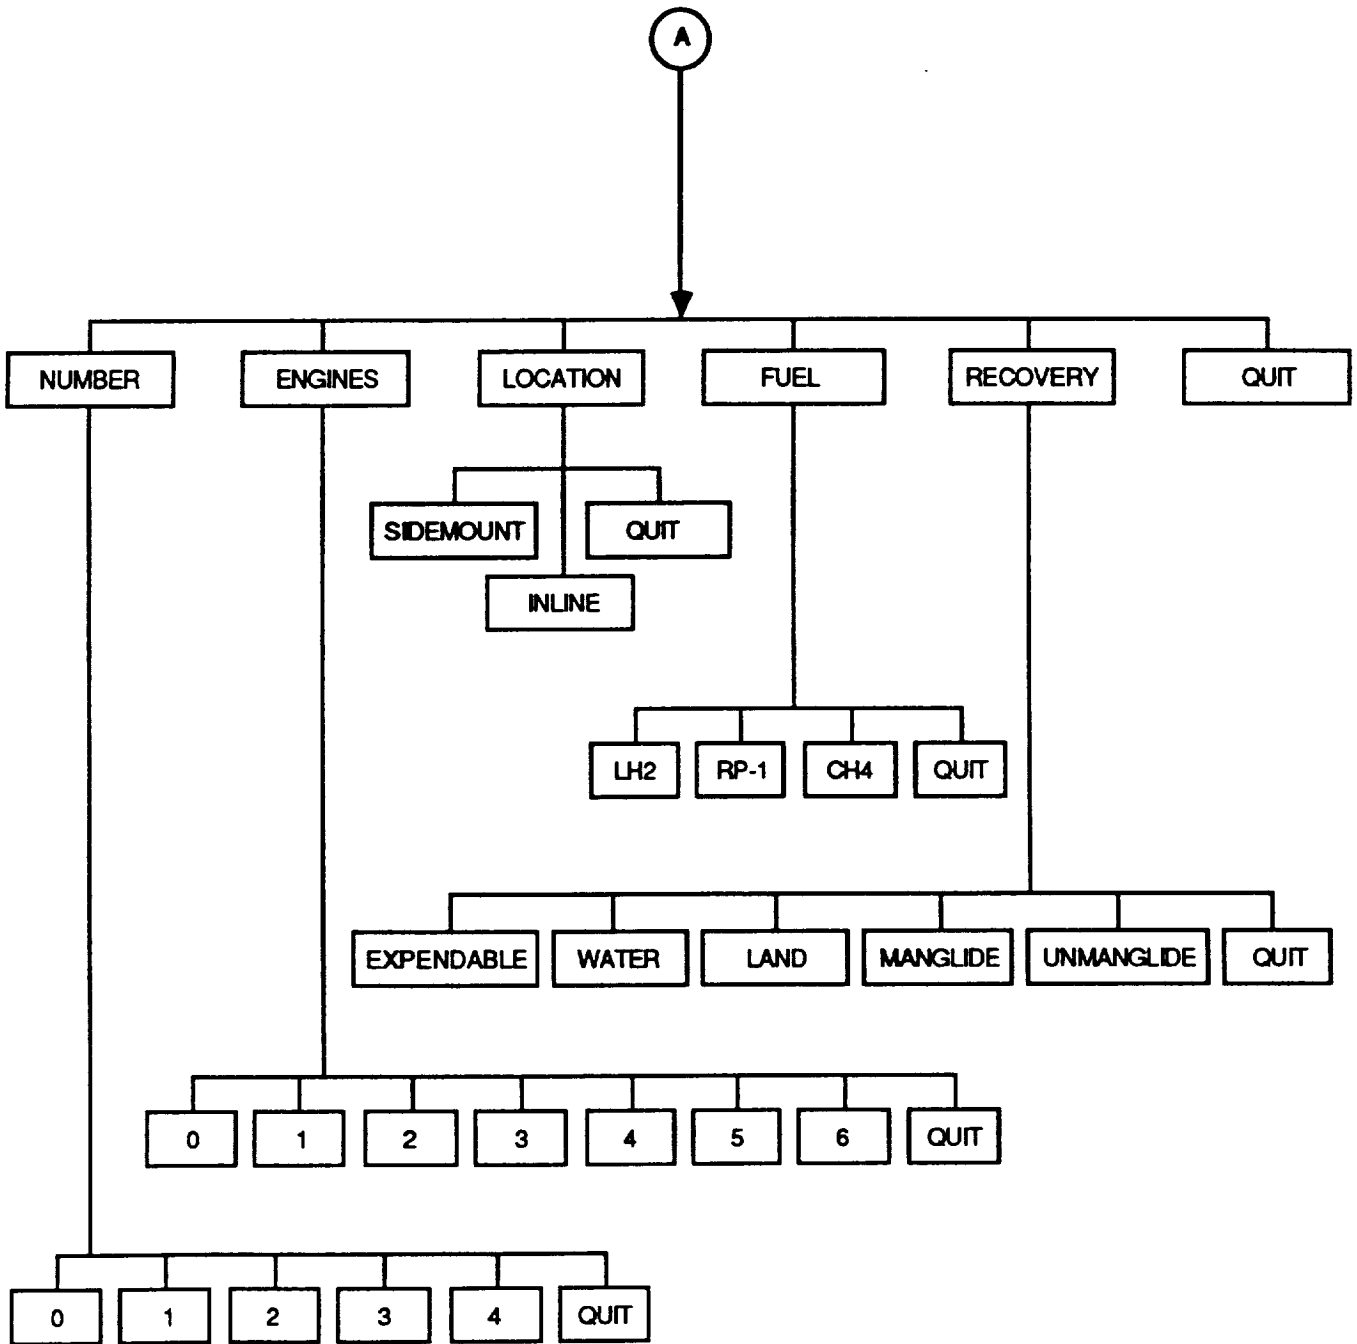 A
NUMBER ENGINES LOCATION FUEL RECOVERY QUIT
SIDEMOUNT QUIT
INLINE
LH2 RP-1 CH4 QUIT
EXPENDABLE WATER LAND MANGLIDE UNMANGLIDE QUIT
0 1 2 3 4 5 6 QUIT
0 1 2 3 4 QUIT